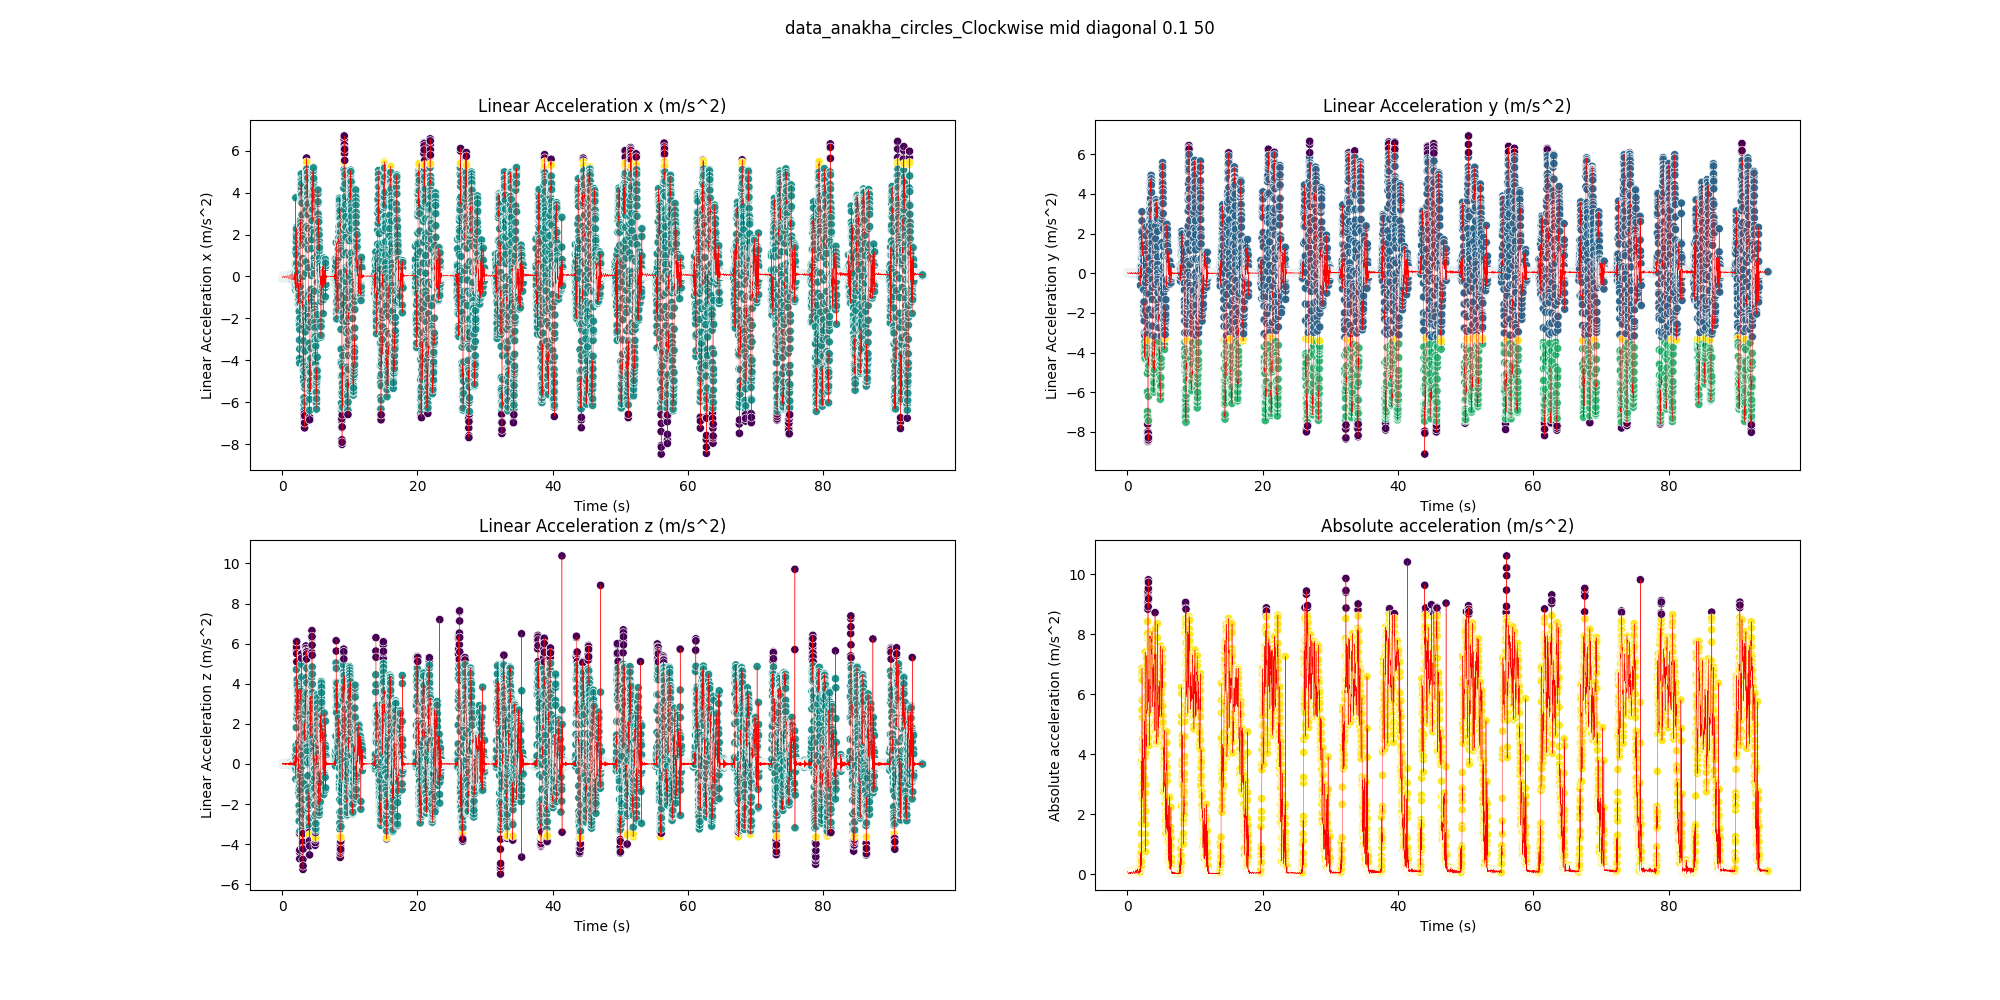 data_anakha_circles_Clockwise mid diagonal 0.1 50
Linear Acceleration x (m/s^2)
Linear Acceleration x (m/s^2)
6
4
2
0
−2
−4
−6
−8
0 20 40 60 80
Time (s)
Linear Acceleration y (m/s^2)
Linear Acceleration y (m/s^2)
6
4
2
0
−2
−4
−6
−8
0 20 40 60 80
Time (s)
Linear Acceleration z (m/s^2)
Linear Acceleration z (m/s^2)
10
8
6
4
2
0
−2
−4
−6
0 20 40 60 80
Time (s)
Absolute acceleration (m/s^2)
Absolute acceleration (m/s^2)
10
8
6
4
2
0
0 20 40 60 80
Time (s)